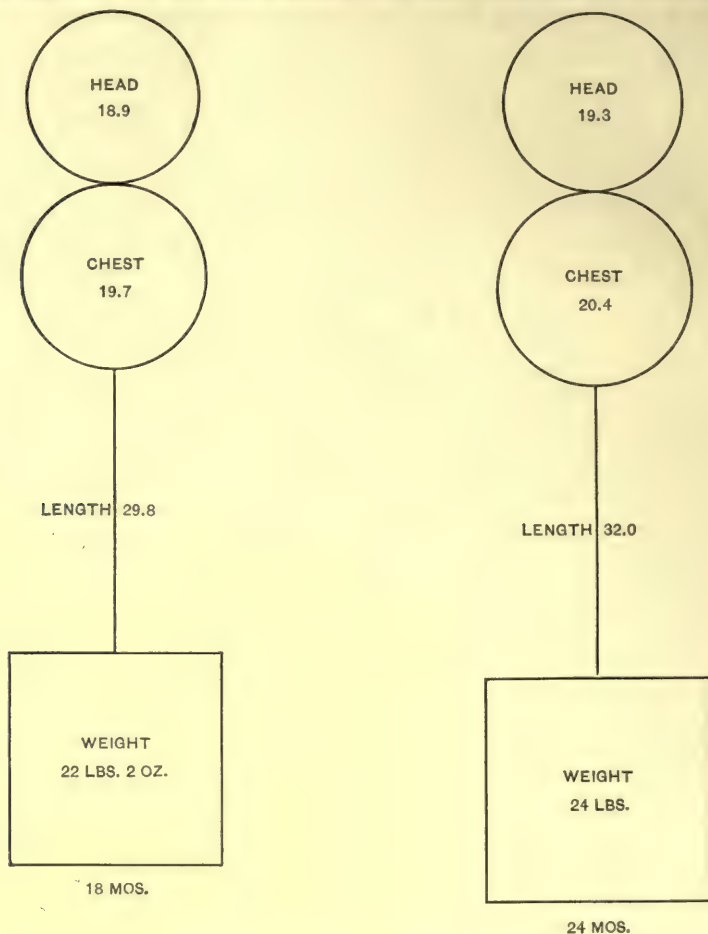 HEAD
18.9
CHEST
19.7
LENGTH 29.8
WEIGHT
22 LBS. 2 OZ.
18 MOS.
HEAD
19.3
CHEST
20.4
LENGTH 32.0
WEIGHT
24 LBS.
24 MOS.